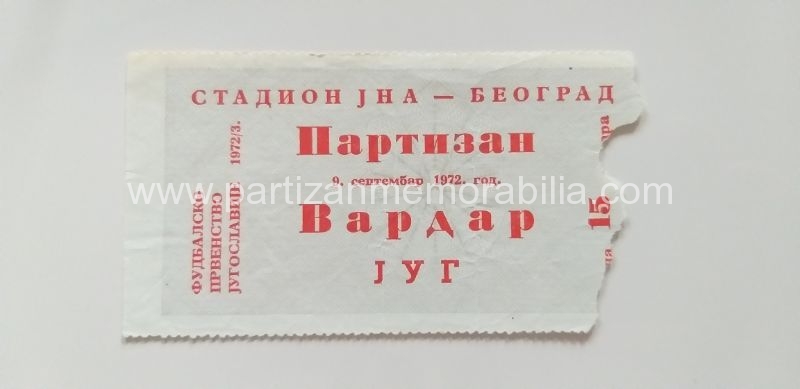 СТАДИОН ЈНА — БЕОГРАД
Партизан
9. септембар 1972. год.
Вардар
ЈУГ
ФУДБАЛСКО
ПРВЕНСТВО
ЈУГОСЛАВИЈЕ 1972/3.
15
www.partizanmemorabilia.com